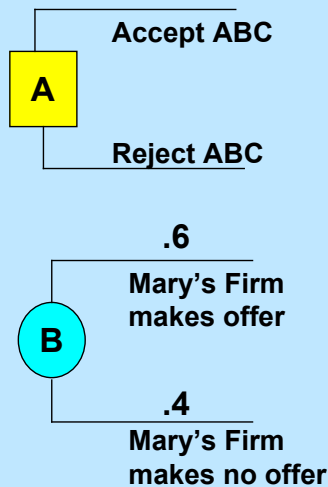 Accept ABC
A
Reject ABC
.6
Mary's Firm
makes offer
B
.4
Mary's Firm
makes no offer